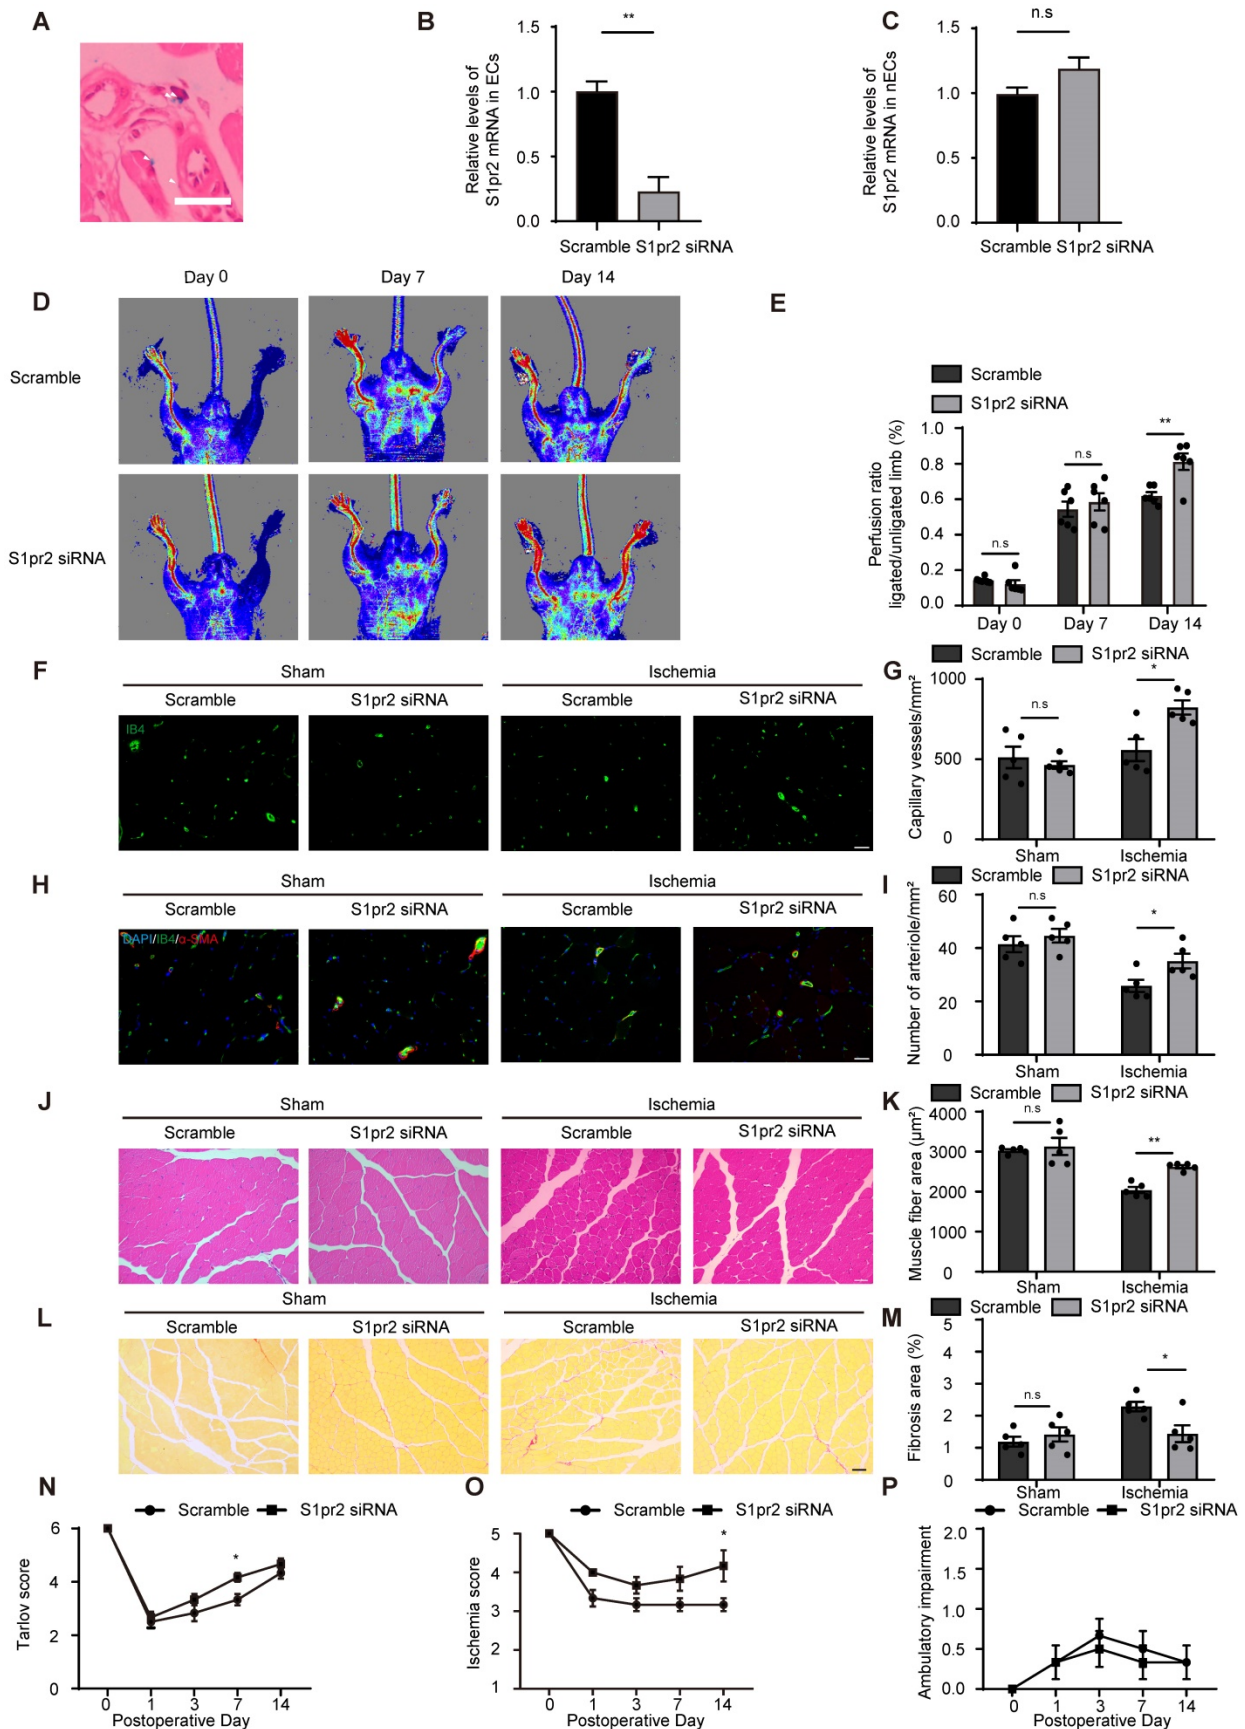 A
B
**
Relative levels of
S1pr2 mRNA in ECs
1.5
1.0
0.5
0.0
Scramble S1pr2 siRNA
C
n.s
Relative levels of
S1pr2 mRNA in nECs
1.5
1.0
0.5
0.0
Scramble S1pr2 siRNA
D
Day 0 Day 7 Day 14
Scramble
S1pr2 siRNA
E
Scramble
S1pr2 siRNA
Perfusion ratio
ligated/unligated limb (%)
1.0
0.8
0.6
0.4
0.2
0.0
n.s
n.s
**
Day 0 Day 7 Day 14
F
Sham Ischemia
Scramble S1pr2 siRNA Scramble S1pr2 siRNA
IB4
G
Scramble S1pr2 siRNA
Capillary vessels/mm²
1000
500
0
n.s
*
Sham Ischemia
H
Sham Ischemia
Scramble S1pr2 siRNA Scramble S1pr2 siRNA
DAPI/IB4/α-SMA
I
Scramble S1pr2 siRNA
Number of arteriole/mm²
60
40
20
0
n.s
*
Sham Ischemia
J
Sham Ischemia
Scramble S1pr2 siRNA Scramble S1pr2 siRNA
K
Scramble S1pr2 siRNA
Muscle fiber area (µm²)
4000
3000
2000
1000
0
n.s
**
Sham Ischemia
L
Sham Ischemia
Scramble S1pr2 siRNA Scramble S1pr2 siRNA
M
Scramble S1pr2 siRNA
Fibrosis area (%)
5
4
3
2
1
0
n.s
*
Sham Ischemia
N
Scramble S1pr2 siRNA
Tarlov score
6
4
2
0
*
0 1 3 7 14
Postoperative Day
O
Scramble S1pr2 siRNA
Ischemia score
5
4
3
2
1
*
0 1 3 7 14
Postoperative Day
P
Scramble S1pr2 siRNA
Ambulatory impairment
2.0
1.5
1.0
0.5
0.0
0 1 3 7 14
Postoperative Day